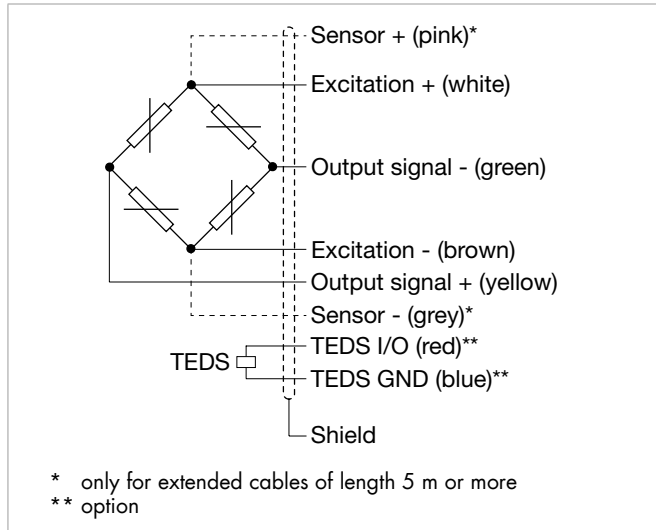 Sensor + (pink)*
Excitation + (white)
Output signal - (green)
Excitation - (brown)
Output signal + (yellow)
Sensor - (grey)*
TEDS I/O (red)**
TEDS
TEDS GND (blue)**
Shield
* only for extended cables of length 5 m or more
** option